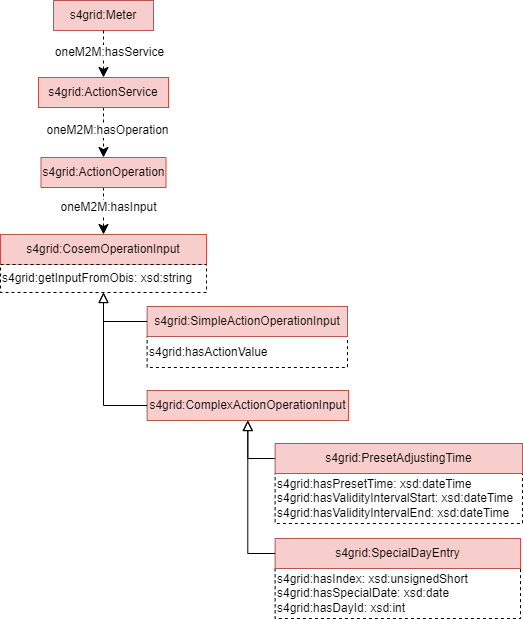 s4grid:Meter
oneM2M:hasService
s4grid:ActionService
oneM2M:hasOperation
s4grid:ActionOperation
oneM2M:hasInput
s4grid:CosemOperationInput
s4grid:getInputFromObis: xsd:string
s4grid:SimpleActionOperationInput
s4grid:hasActionValue
s4grid:ComplexActionOperationInput
s4grid:PresetAdjustingTime
s4grid:hasPresetTime: xsd:dateTime
s4grid:hasValidityIntervalStart: xsd:dateTime
s4grid:hasValidityIntervalEnd: xsd:dateTime
s4grid:SpecialDayEntry
s4grid:hasIndex: xsd:unsignedShort
s4grid:hasSpecialDate: xsd:date
s4grid:hasDayId: xsd:int